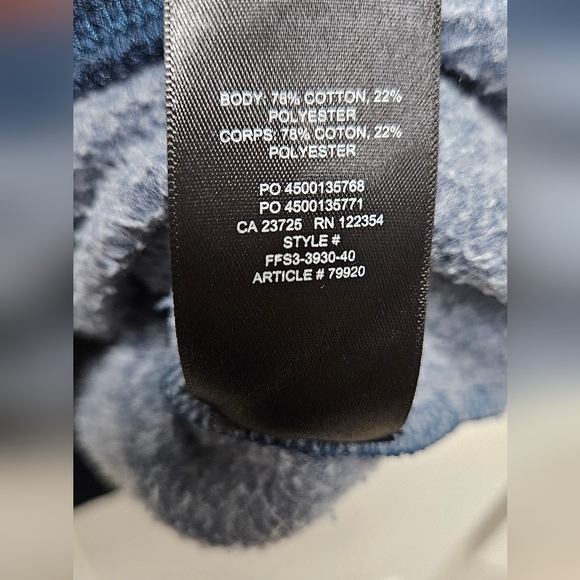 BODY: 78% COTTON, 22%
POLYESTER
CORPS: 78% COTON, 22%
POLYESTER
PO 4500135768
PO 4500135771
CA 23725 RN 122354
STYLE #
FFS3-3930-40
ARTICLE # 79920